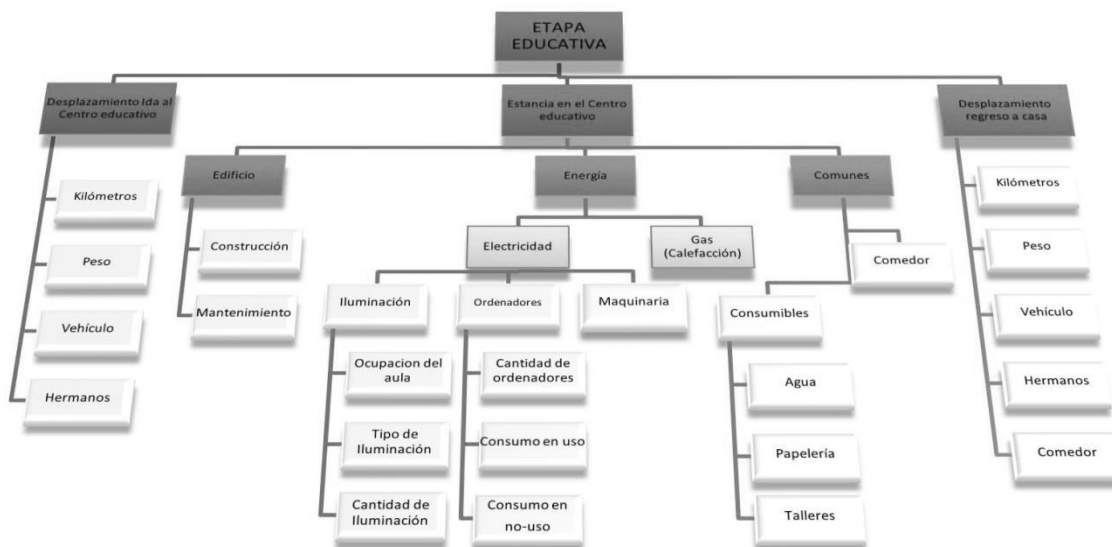 ETAPA
EDUCATIVA
Desplazamiento Ida al
Centro educativo
Estancia en el Centro
educativo
Desplazamiento
regreso a casa
Kilómetros
Peso
Vehículo
Hermanos
Edificio
Construcción
Mantenimiento
Energía
Electricidad
Gas
(Calefacción)
Iluminación
Ocupacion del
aula
Tipo de
Iluminación
Cantidad de
Iluminación
Ordenadores
Cantidad de
ordenadores
Consumo en uso
Consumo en
no-uso
Maquinaria
Comunes
Comedor
Consumibles
Agua
Papelería
Talleres
Kilómetros
Peso
Vehículo
Hermanos
Comedor